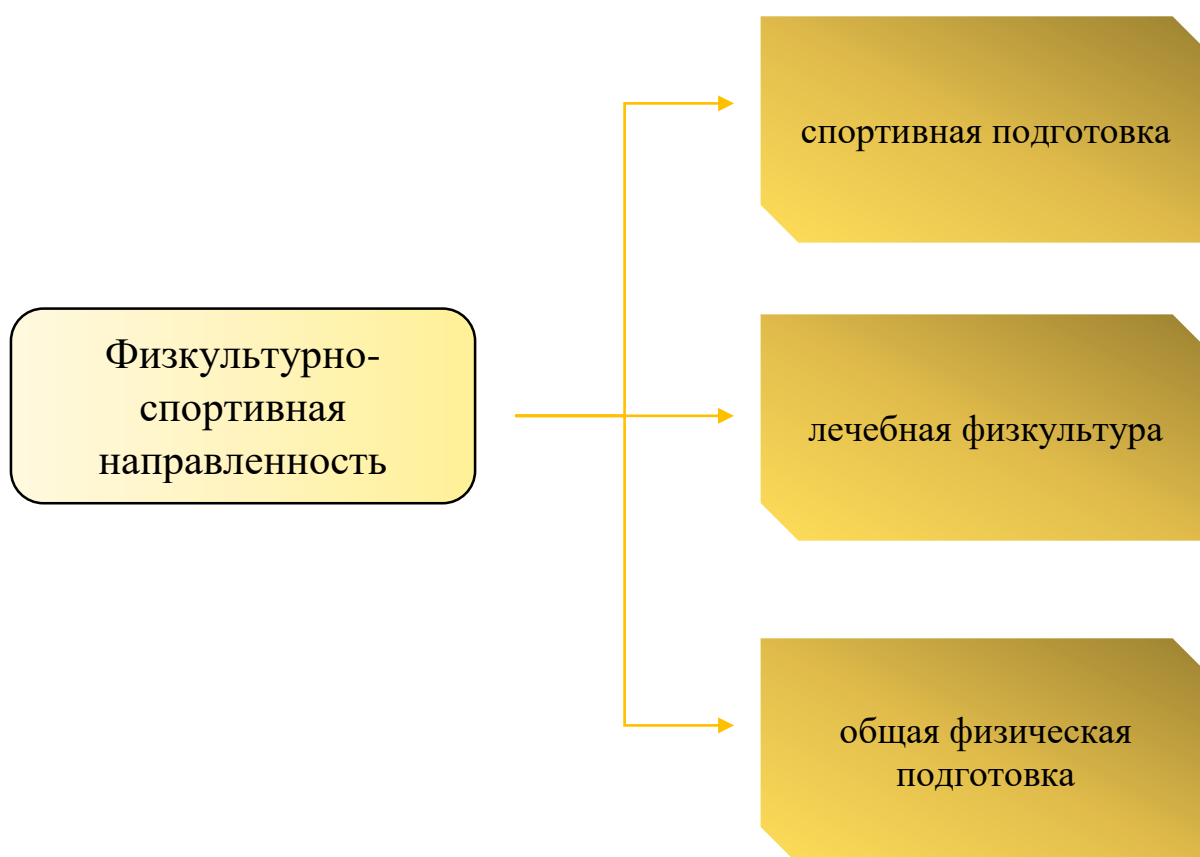 спортивная подготовка
Физкультурно-
спортивная
направленность
лечебная физкультура
общая физическая
подготовка